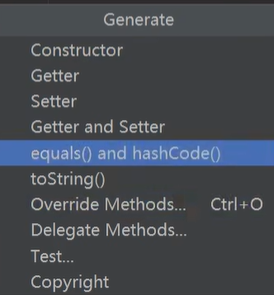 Generate
Constructor
Getter
Setter
Getter and Setter
equals() and hashCode()
toString()
Override Methods... Ctrl+O
Delegate Methods...
Test...
Copyright